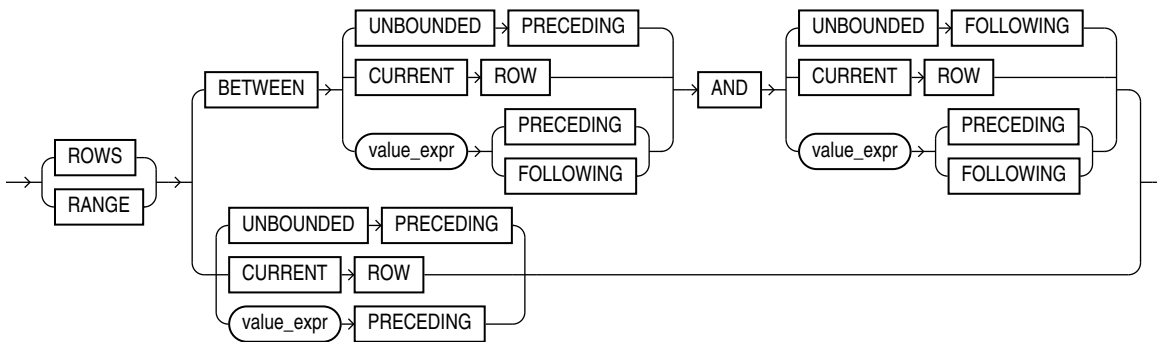 UNBOUNDED PRECEDING UNBOUNDED FOLLOWING
CURRENT ROW CURRENT ROW
BETWEEN AND
value_expr PRECEDING value_expr PRECEDING
FOLLOWING FOLLOWING
ROWS
RANGE
UNBOUNDED PRECEDING
CURRENT ROW
value_expr PRECEDING